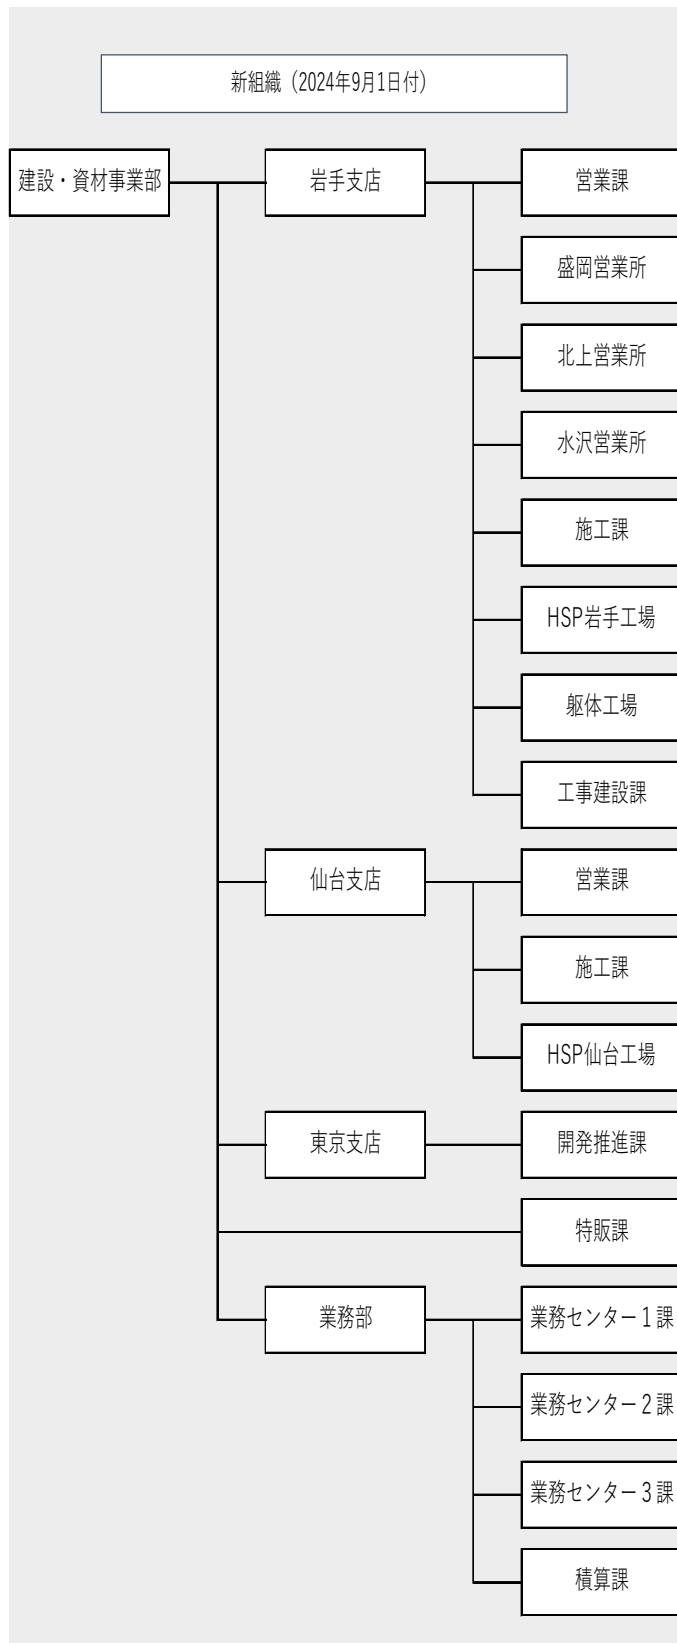 新組織（2024年9月1日付）
建設・資材事業部
岩手支店
営業課
盛岡営業所
北上営業所
水沢営業所
施工課
HSP岩手工場
躯体工場
工事建設課
仙台支店
営業課
施工課
HSP仙台工場
東京支店
開発推進課
特販課
業務部
業務センター１課
業務センター２課
業務センター３課
積算課